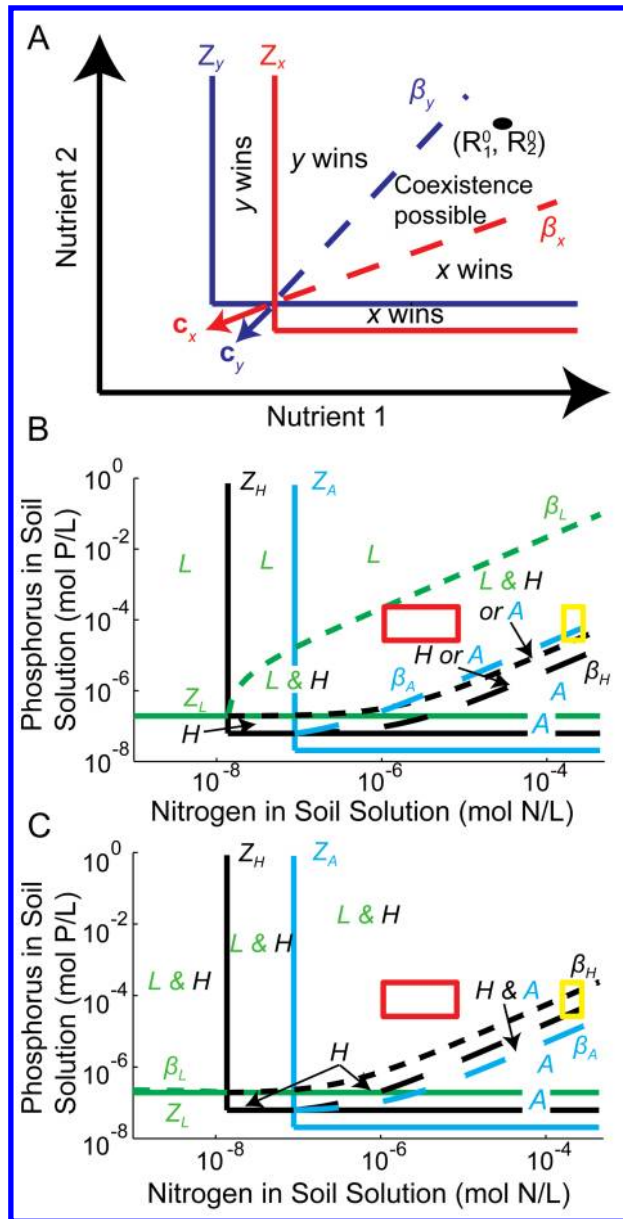 A
Z_y Z_x
β_y
(R₁⁰, R₂⁰)
y wins
y wins
Coexistence
possible
β_x
x wins
x wins
c_x
c_y
Nutrient 2
Nutrient 1
B
Phosphorus in Soil
Solution (mol P/L)
10^0
10^-2
10^-4
10^-6
10^-8
Z_H Z_A
β_L
L L L
L & H
or A
H or A
L & H
β_A
β_H
Z_L
H
A
A
10^-8 10^-6 10^-4
Nitrogen in Soil Solution (mol N/L)
C
Phosphorus in Soil
Solution (mol P/L)
10^0
10^-2
10^-4
10^-6
10^-8
Z_H Z_A
L & H
L & H
L & H
β_H
H & A
H
β_L
β_A
A
Z_L
A
10^-8 10^-6 10^-4
Nitrogen in Soil Solution (mol N/L)